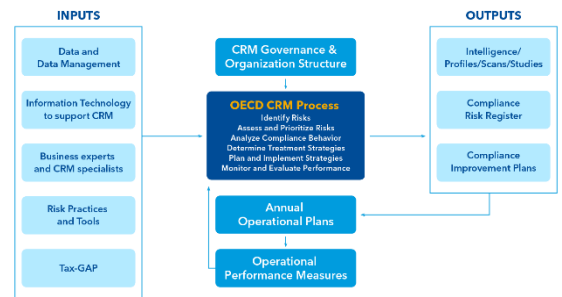 INPUTS
Data and
Data Management
Information Technology
to support CRM
Business experts
and CRM specialists
Risk Practices
and Tools
Tax-GAP
CRM Governance &
Organization Structure
OECD CRM Process
Identify Risks
Assess and Prioritize Risks
Analyze Compliance Behavior
Determine Treatment Strategies
Plan and Implement Strategies
Monitor and Evaluate Performance
Annual
Operational Plans
Operational
Performance Measures
OUTPUTS
Intelligence/
Profiles/Scans/Studies
Compliance
Risk Register
Compliance
Improvement Plans